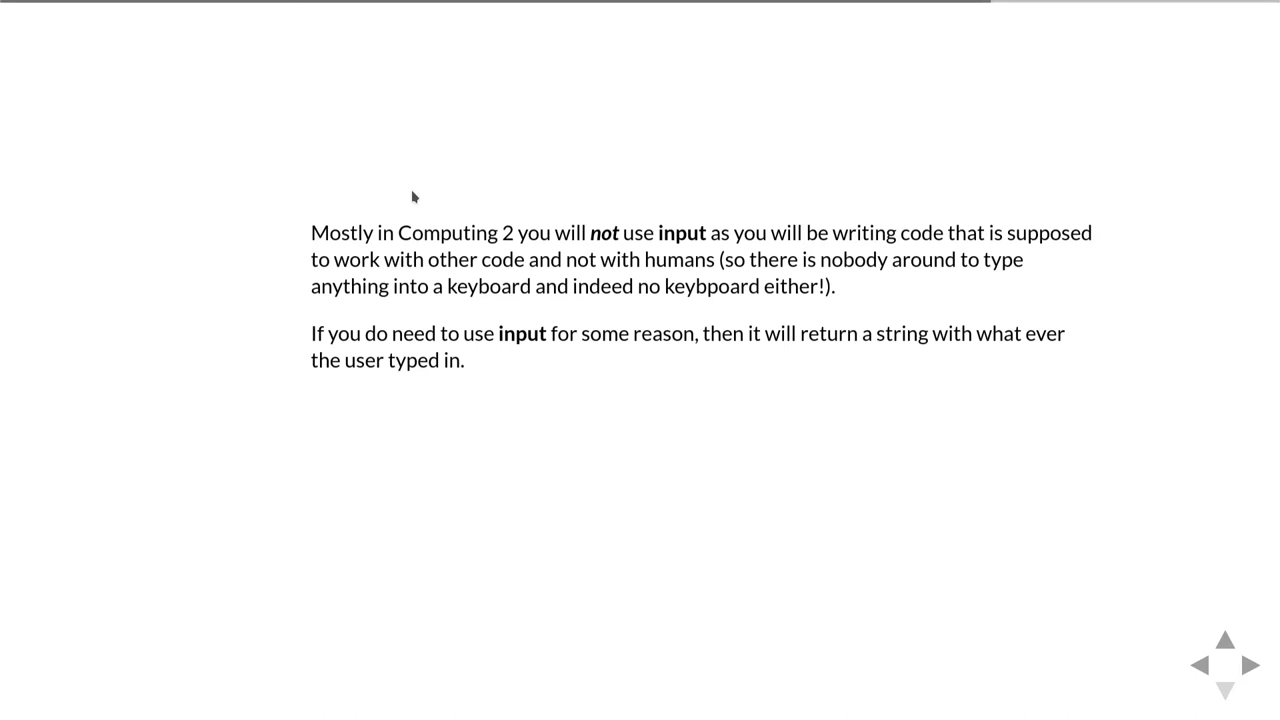 Mostly in Computing 2 you will not use input as you will be writing code that is supposed
to work with other code and not with humans (so there is nobody around to type
anything into a keyboard and indeed no keybpoard either!).
If you do need to use input for some reason, then it will return a string with what ever
the user typed in.